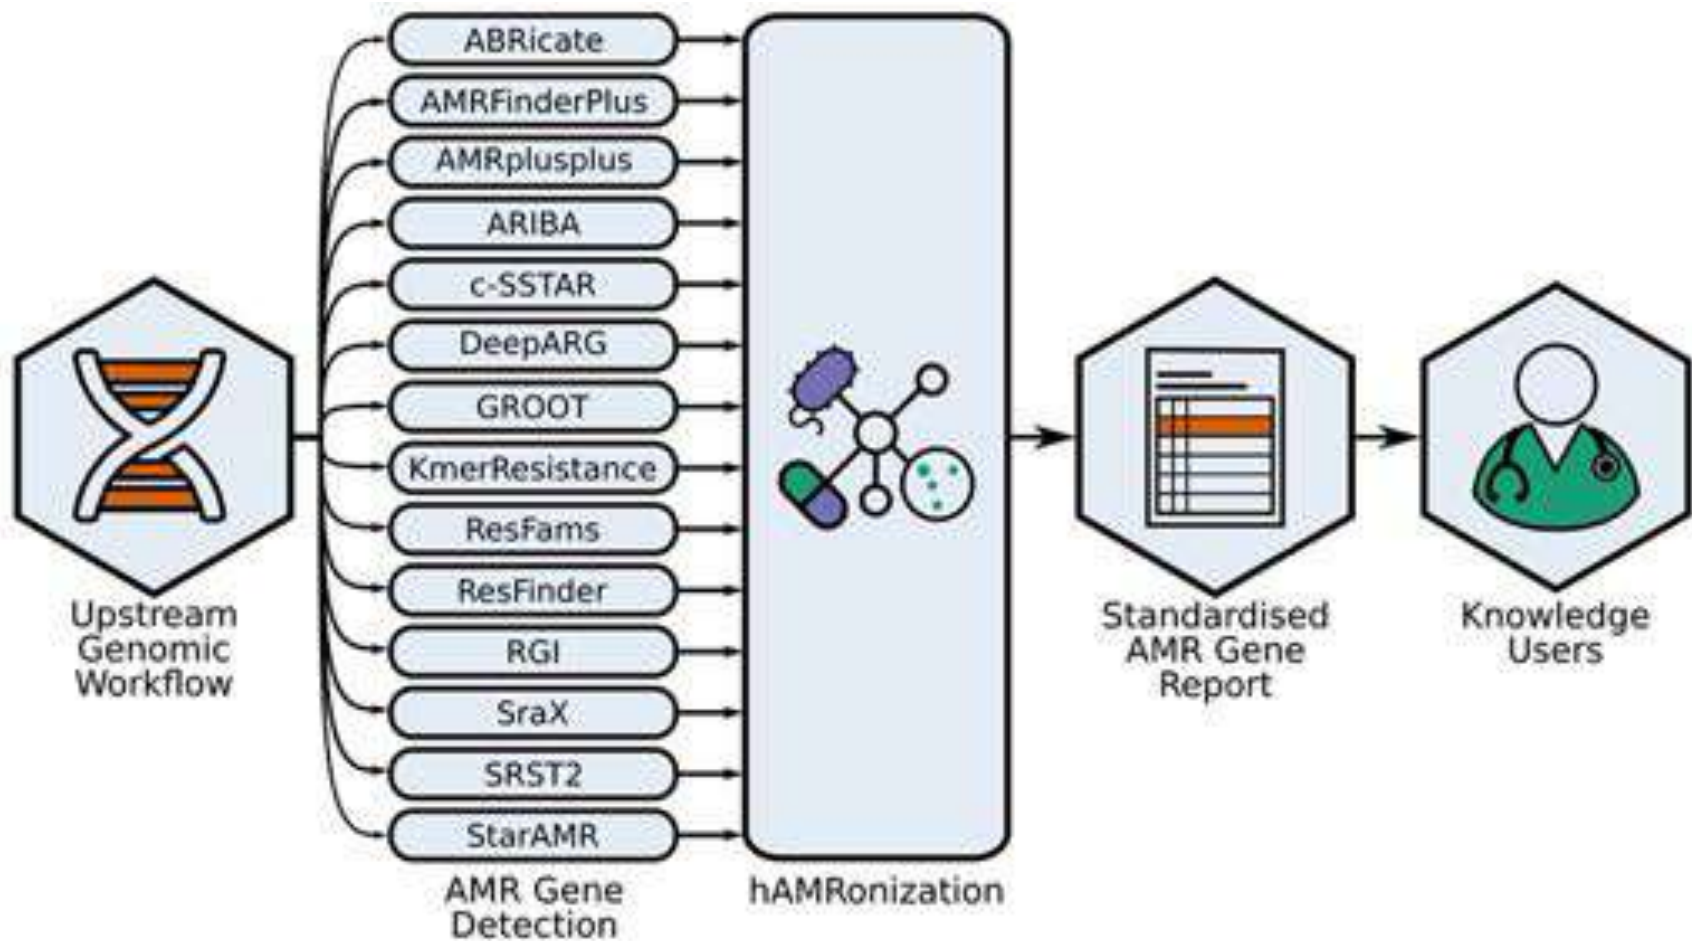 ABRicate
AMRFinderPlus
AMRplusplus
ARIBA
c-SSTAR
DeepARG
GROOT
KmerResistance
ResFams
ResFinder
RGI
SraX
SRST2
StarAMR
Upstream
Genomic
Workflow
AMR Gene
Detection
hAMRonization
Standardised
AMR Gene
Report
Knowledge
Users